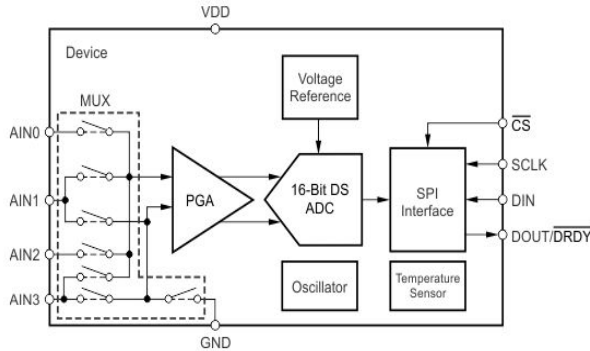 VDD
Device
Voltage
Reference
MUX
AIN0
AIN1
AIN2
AIN3
PGA
16-Bit DS
ADC
SPI
Interface
CS
SCLK
DIN
DOUT/DRDY
Oscillator
Temperature
Sensor
GND